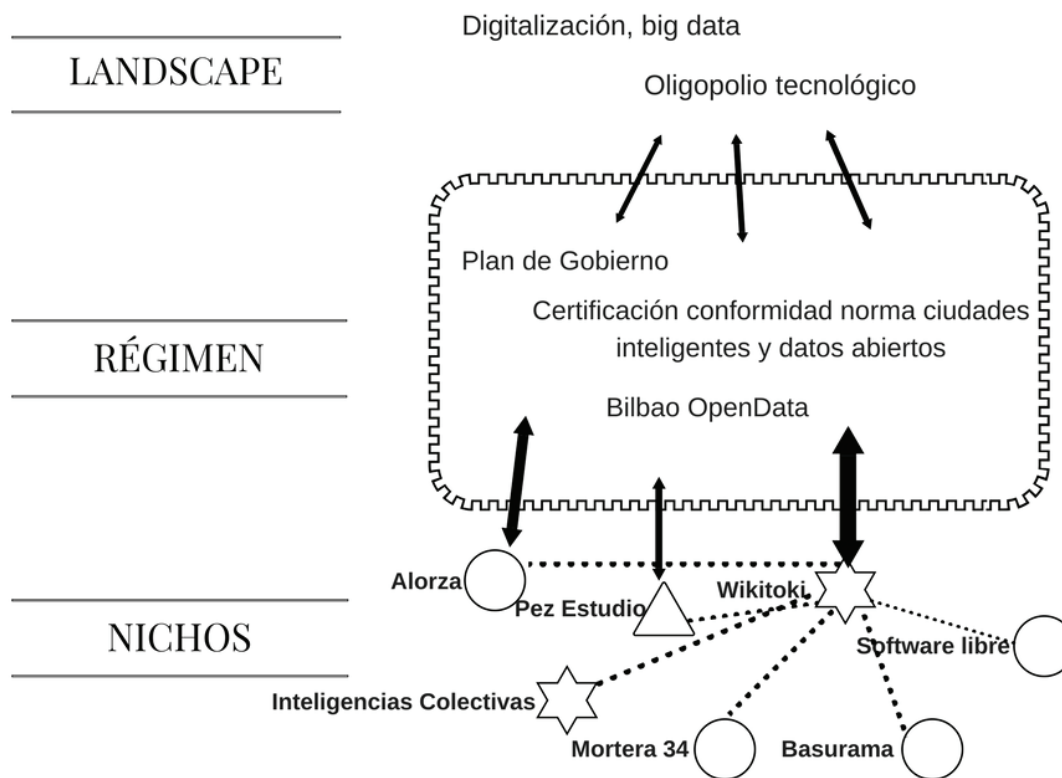 Digitalización, big data
LANDSCAPE
Oligopolio tecnológico
Plan de Gobierno
Certificación conformidad norma ciudades
inteligentes y datos abiertos
RÉGIMEN
Bilbao OpenData
Alorza
Pez Estudio
Wikitoki
NICHOS
Software libre
Inteligencias Colectivas
Mortera 34
Basurama